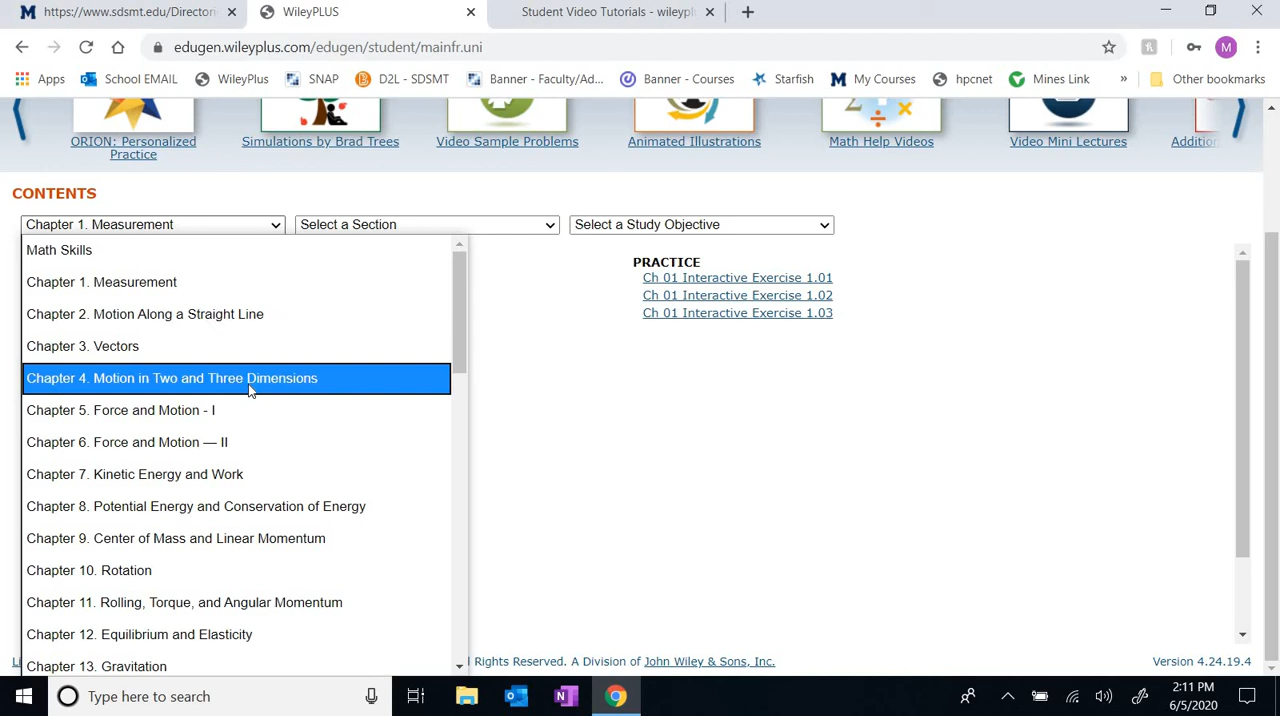 https://www.sdsmt.edu/Directori
WileyPLUS
Student Video Tutorials - wileypl
edugen.wileyplus.com/edugen/student/mainfr.uni
M
Apps
School EMAIL
WileyPlus
SNAP
D2L - SDSMT
Banner - Faculty/Ad...
Banner - Courses
Starfish
My Courses
hpcnet
Mines Link
»
Other bookmarks
ORION: Personalized
Practice
Simulations by Brad Trees
Video Sample Problems
Animated Illustrations
Math Help Videos
Video Mini Lectures
Addition
CONTENTS
Chapter 1. Measurement
Select a Section
Select a Study Objective
Math Skills
Chapter 1. Measurement
Chapter 2. Motion Along a Straight Line
Chapter 3. Vectors
Chapter 4. Motion in Two and Three Dimensions
Chapter 5. Force and Motion - I
Chapter 6. Force and Motion — II
Chapter 7. Kinetic Energy and Work
Chapter 8. Potential Energy and Conservation of Energy
Chapter 9. Center of Mass and Linear Momentum
Chapter 10. Rotation
Chapter 11. Rolling, Torque, and Angular Momentum
Chapter 12. Equilibrium and Elasticity
Chapter 13. Gravitation
PRACTICE
Ch 01 Interactive Exercise 1.01
Ch 01 Interactive Exercise 1.02
Ch 01 Interactive Exercise 1.03
Rights Reserved. A Division of John Wiley & Sons, Inc.
Version 4.24.19.4
Type here to search
2:11 PM
6/5/2020